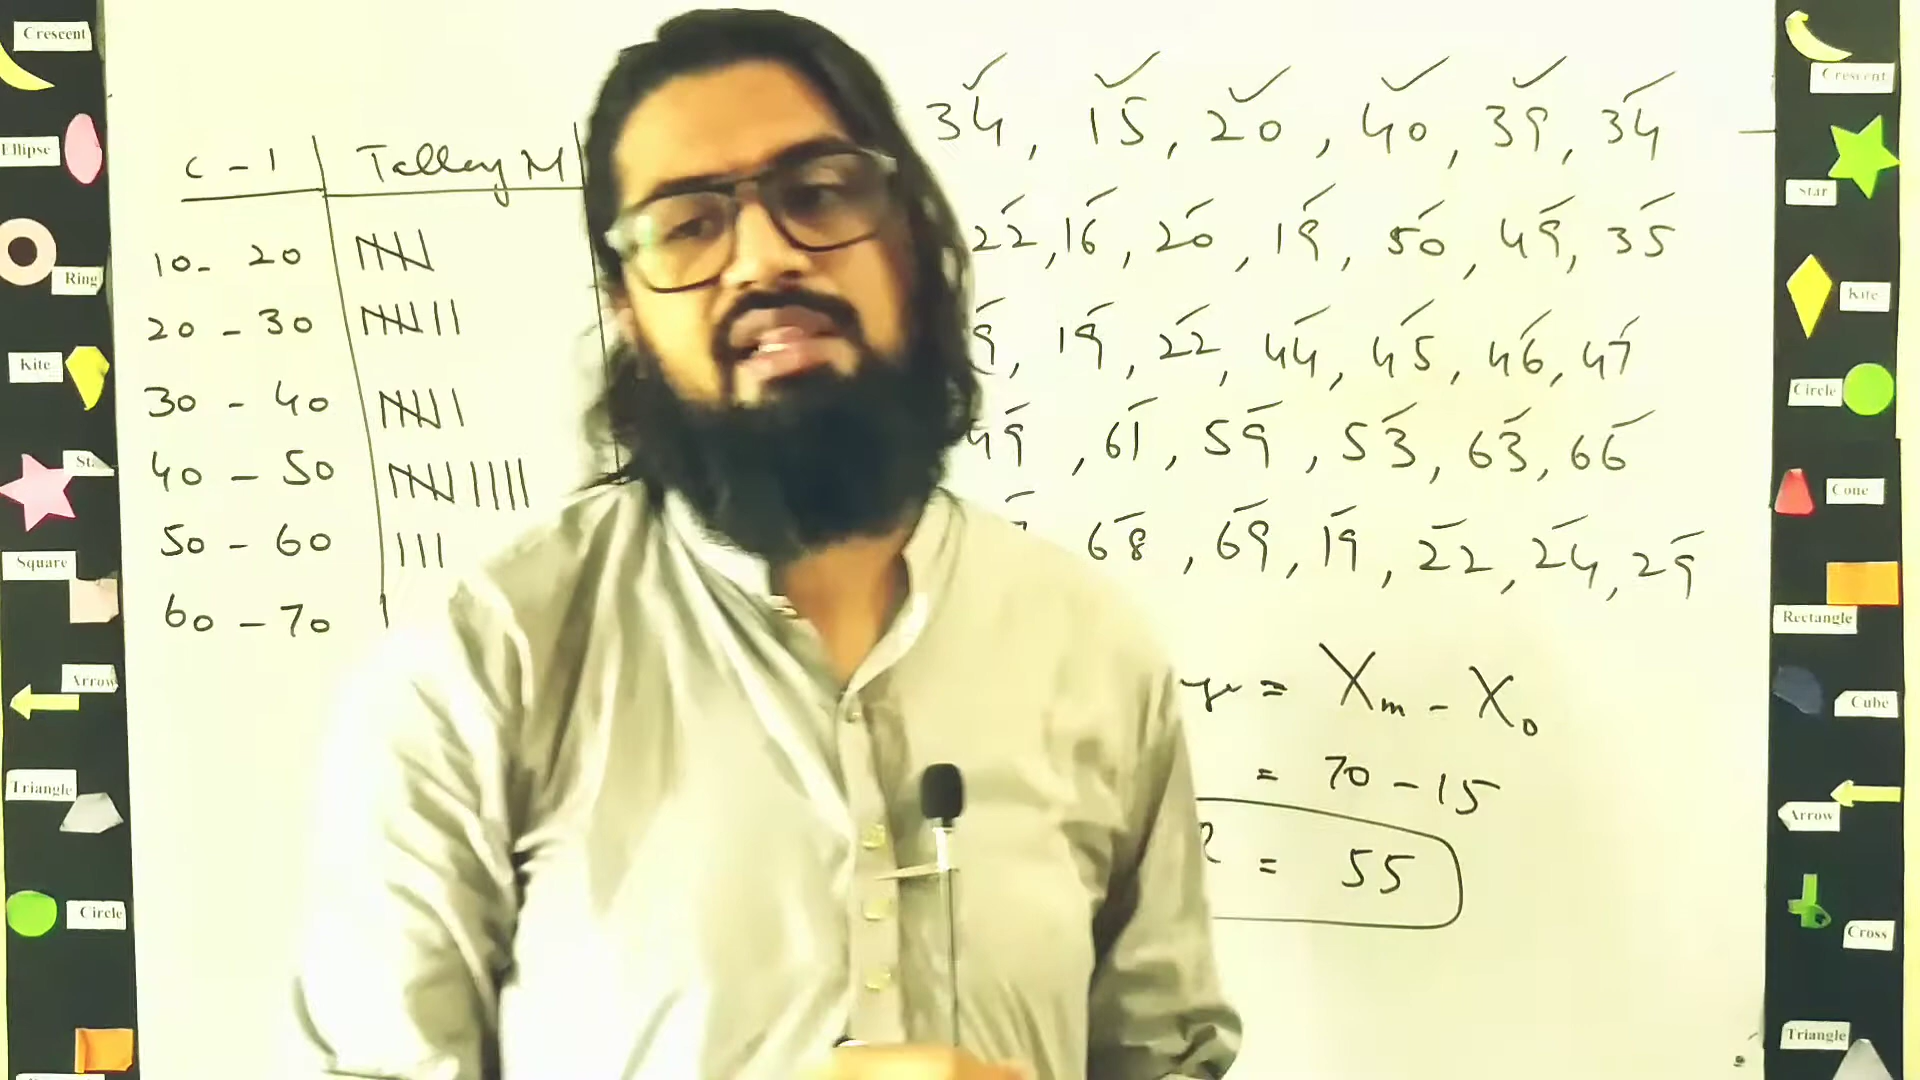 Crescent
Ellipse
Ring
Kite
St
Square
Arrow
Triangle
Circle
C - I Talley M
10 - 20
20 - 30
30 - 40
40 - 50
50 - 60
60 - 70
34, 15, 20, 40, 39, 34
22, 16, 20, 19, 50, 49, 35
9, 19, 22, 44, 45, 46, 47
49, 61, 59, 53, 63, 66
68, 69, 19, 22, 24, 29
= Xm - X0
= 70 - 15
= 55
Crescent
Star
Kite
Circle
Cone
Rectangle
Cube
Arrow
Cross
Triangle